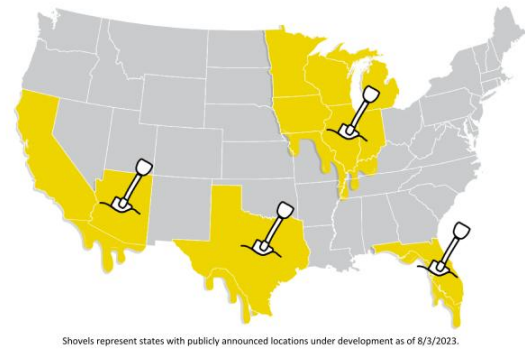 Shovels represent states with publicly announced locations under development as of 8/3/2023.